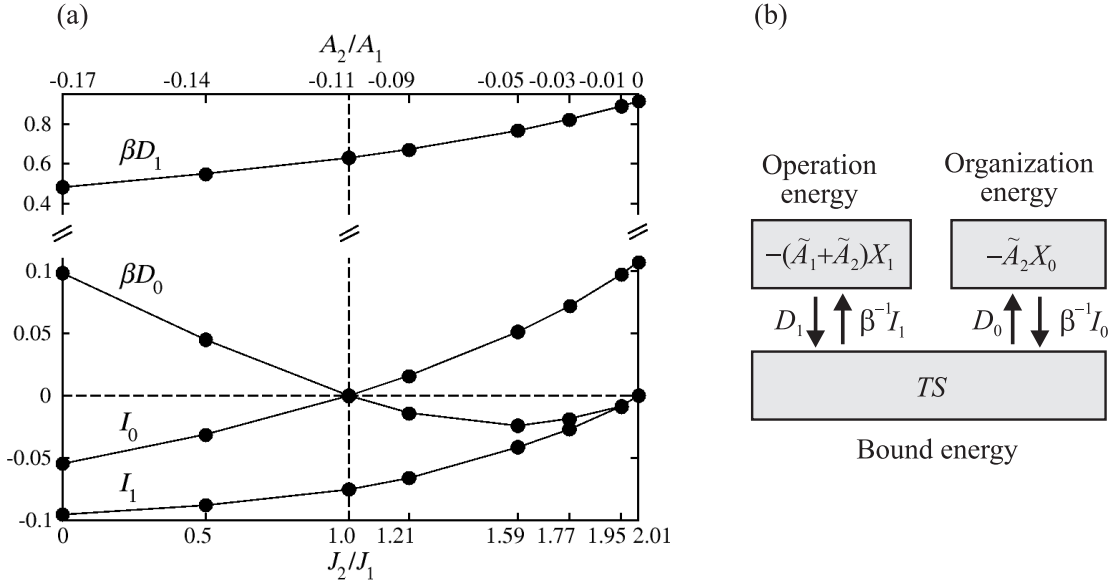 (a)
A₂/A₁
-0.17 -0.14 -0.11 -0.09 -0.05 -0.03 -0.01 0
0.8
0.6
0.4
βD₁
0.1
0.05
0
-0.05
-0.1
βD₀
I₀
I₁
0 0.5 1.0 1.21 1.59 1.77 1.95 2.01
J₂/J₁
(b)
Operation
energy
Organization
energy
-(Ã₁+Ã₂)X₁
-Ã₂X₀
D₁ β⁻¹I₁ D₀ β⁻¹I₀
TS
Bound energy